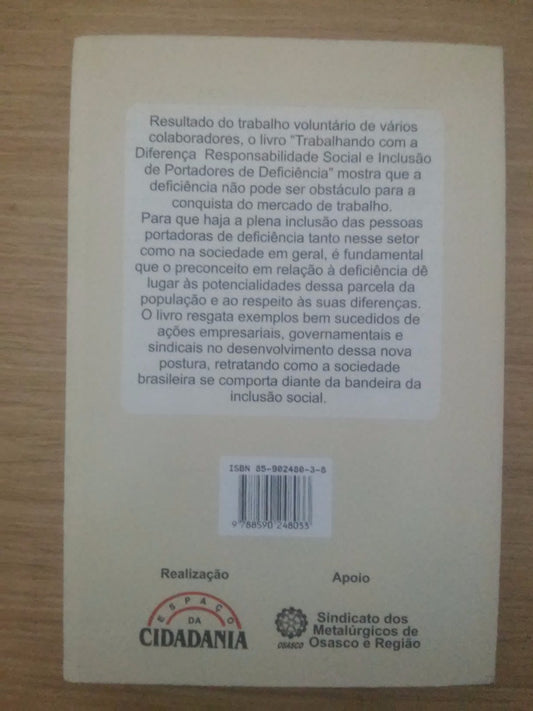 Resultado do trabalho voluntário de vários
colaboradores, o livro "Trabalhando com a
Diferença Responsabilidade Social e Inclusão
de Portadores de Deficiência" mostra que a
deficiência não pode ser obstáculo para a
conquista do mercado de trabalho.
Para que haja a plena inclusão das pessoas
portadoras de deficiência tanto nesse setor
como na sociedade em geral, é fundamental
que o preconceito em relação à deficiência dê
lugar às potencialidades dessa parcela da
população e ao respeito às suas diferenças.
O livro resgata exemplos bem sucedidos de
ações empresariais, governamentais e
sindicais no desenvolvimento dessa nova
postura, retratando como a sociedade
brasileira se comporta diante da bandeira da
inclusão social.
ISBN 85-902480-3-8
9 788590 248033
Realização
ESPAÇO
DA
CIDADANIA
Apoio
OSASCO
Sindicato dos
Metalúrgicos de
Osasco e Região